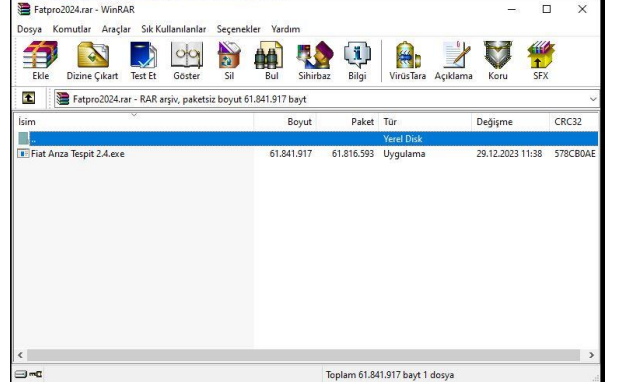 Fatpro2024.rar - WinRAR
Dosya Komutlar Araçlar Sık Kullanılanlar Seçenekler Yardım
Ekle Dizine Çıkart Test Et Göster Sil Bul Sihirbaz Bilgi VirüsTara Açıklama Koru SFX
Fatpro2024.rar - RAR arşiv, paketsiz boyut 61.841.917 bayt
İsim Boyut Paket Tür Değişme CRC32
.. Yerel Disk
Fiat Arıza Tespit 2.4.exe 61.841.917 61.816.593 Uygulama 29.12.2023 11:38 578CB0AE
Toplam 61.841.917 bayt 1 dosya